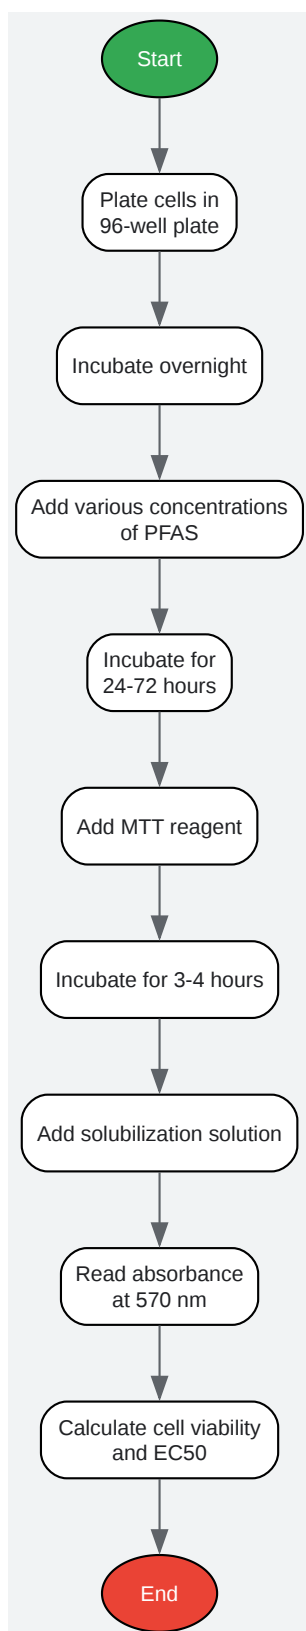 Start
Plate cells in
96-well plate
Incubate overnight
Add various concentrations
of PFAS
Incubate for
24-72 hours
Add MTT reagent
Incubate for 3-4 hours
Add solubilization solution
Read absorbance
at 570 nm
Calculate cell viability
and EC50
End